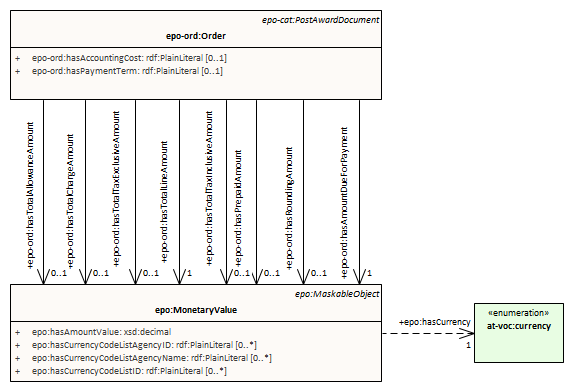 epo-cat:PostAwardDocument
epo-ord:Order
+ epo-ord:hasAccountingCost: rdf:PlainLiteral [0..1]
+ epo-ord:hasPaymentTerm: rdf:PlainLiteral [0..1]
+epo-ord:hasTotalAllowanceAmount
+epo-ord:hasTotalChargeAmount
+epo-ord:hasTotalTaxExclusiveAmount
+epo-ord:hasTotalLineAmount
+epo-ord:hasTotalTaxInclusiveAmount
+epo-ord:hasPrepaidAmount
+epo-ord:hasRoundingAmount
+epo-ord:hasAmountDueForPayment
0..1 0..1 0..1 1 0..1 0..1 0..1 1
epo:MaskableObject
epo:MonetaryValue
+ epo:hasAmountValue: xsd:decimal
+ epo:hasCurrencyCodeListAgencyID: rdf:PlainLiteral [0..*]
+ epo:hasCurrencyCodeListAgencyName: rdf:PlainLiteral [0..*]
+ epo:hasCurrencyCodeListID: rdf:PlainLiteral [0..*]
+epo:hasCurrency
1
«enumeration»
at-voc:currency